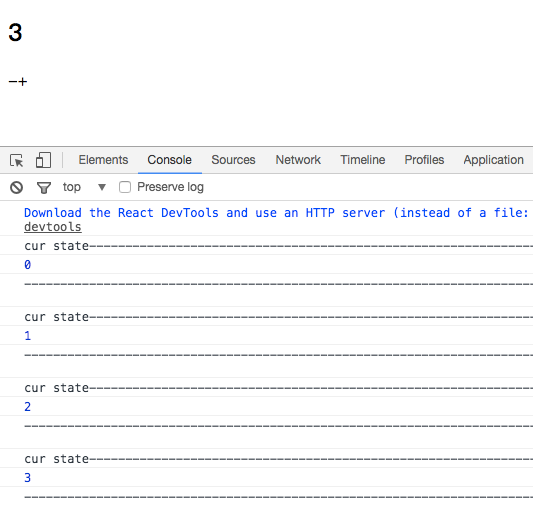 3
−+
Elements Console Sources Network Timeline Profiles Application
top ▼ Preserve log
Download the React DevTools and use an HTTP server (instead of a file:
devtools
cur state--------------------------------------------------------------
0
-----------------------------------------------------------------------
cur state--------------------------------------------------------------
1
-----------------------------------------------------------------------
cur state--------------------------------------------------------------
2
-----------------------------------------------------------------------
cur state--------------------------------------------------------------
3
-----------------------------------------------------------------------